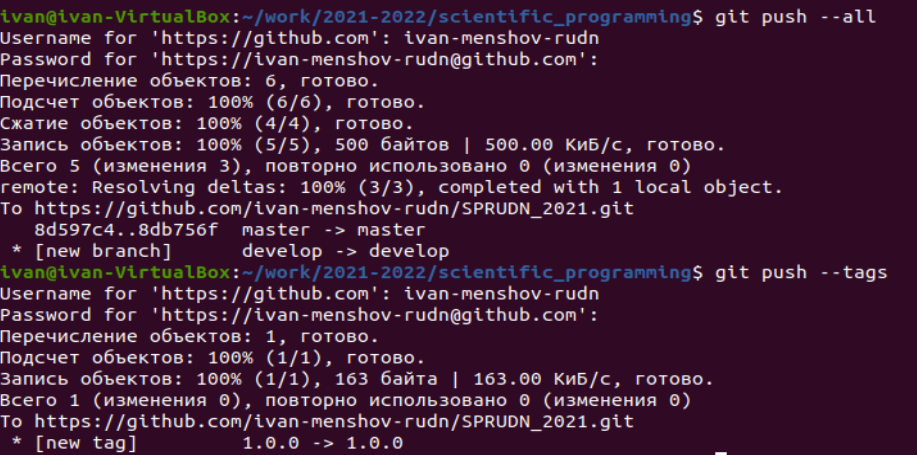 ivan@ivan-VirtualBox:~/work/2021-2022/scientific_programming$ git push --all
Username for 'https://github.com': ivan-menshov-rudn
Password for 'https://ivan-menshov-rudn@github.com':
Перечисление объектов: 6, готово.
Подсчет объектов: 100% (6/6), готово.
Сжатие объектов: 100% (4/4), готово.
Запись объектов: 100% (5/5), 500 байтов | 500.00 КиБ/с, готово.
Всего 5 (изменения 3), повторно использовано 0 (изменения 0)
remote: Resolving deltas: 100% (3/3), completed with 1 local object.
To https://github.com/ivan-menshov-rudn/SPRUDN_2021.git
   8d597c4..8db756f  master -> master
 * [new branch]      develop -> develop
ivan@ivan-VirtualBox:~/work/2021-2022/scientific_programming$ git push --tags
Username for 'https://github.com': ivan-menshov-rudn
Password for 'https://ivan-menshov-rudn@github.com':
Перечисление объектов: 1, готово.
Подсчет объектов: 100% (1/1), готово.
Запись объектов: 100% (1/1), 163 байта | 163.00 КиБ/с, готово.
Всего 1 (изменения 0), повторно использовано 0 (изменения 0)
To https://github.com/ivan-menshov-rudn/SPRUDN_2021.git
 * [new tag]         1.0.0 -> 1.0.0